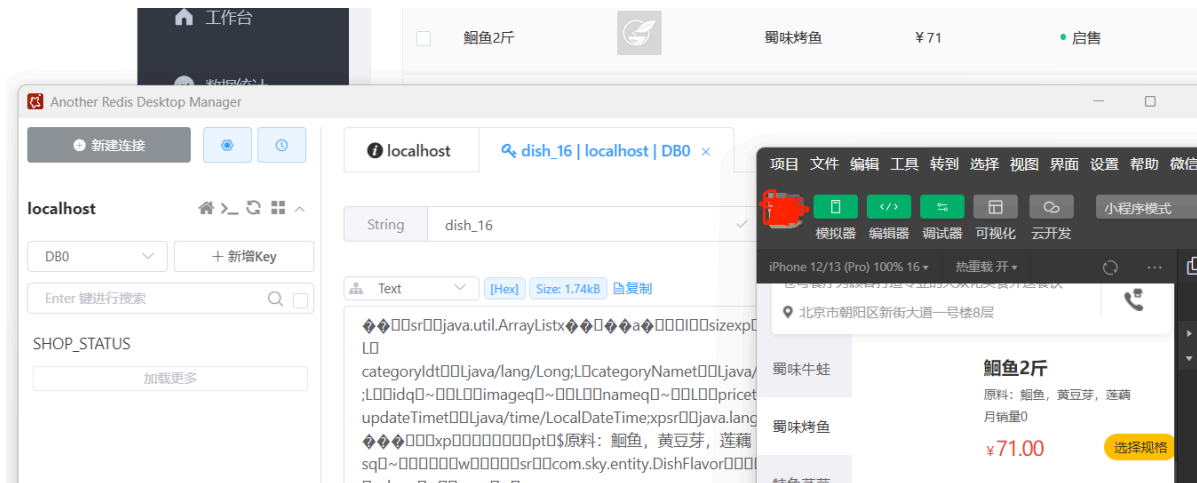 工作台
鮰鱼2斤
蜀味烤鱼
¥ 71
启售
数据统计
Another Redis Desktop Manager
新建连接
localhost
dish_16 | localhost | DB0
×
localhost
>_
DB0
+ 新增Key
Enter 键进行搜索
SHOP_STATUS
加载更多
String
dish_16
Text
[Hex]
Size: 1.74kB
复制
��□□sr□□java.util.ArrayListx��□��a�□□□I□□sizexp□
L□
categoryIdt□□Ljava/lang/Long;L□categoryNamet□□Ljava/
;L□□idq□~□□L□□imageq□~□□L□□nameq□~□□L□□pricet
updateTimet□□Ljava/time/LocalDateTime;xpsr□□java.lang
���□□□xp□□□□□□□□pt□$原料：鮰鱼，黄豆芽，莲藕
sq□~□□□□□□w□□□□□sr□□com.sky.entity.DishFlavor□□□
项目 文件 编辑 工具 转到 选择 视图 界面 设置 帮助 微信
模拟器 编辑器 调试器 可视化 云开发
小程序模式
iPhone 12/13 (Pro) 100% 16
热重载 开
北京市朝阳区新街大道一号楼8层
蜀味牛蛙
蜀味烤鱼
鮰鱼2斤
原料：鮰鱼，黄豆芽，莲藕
月销量0
¥71.00
选择规格